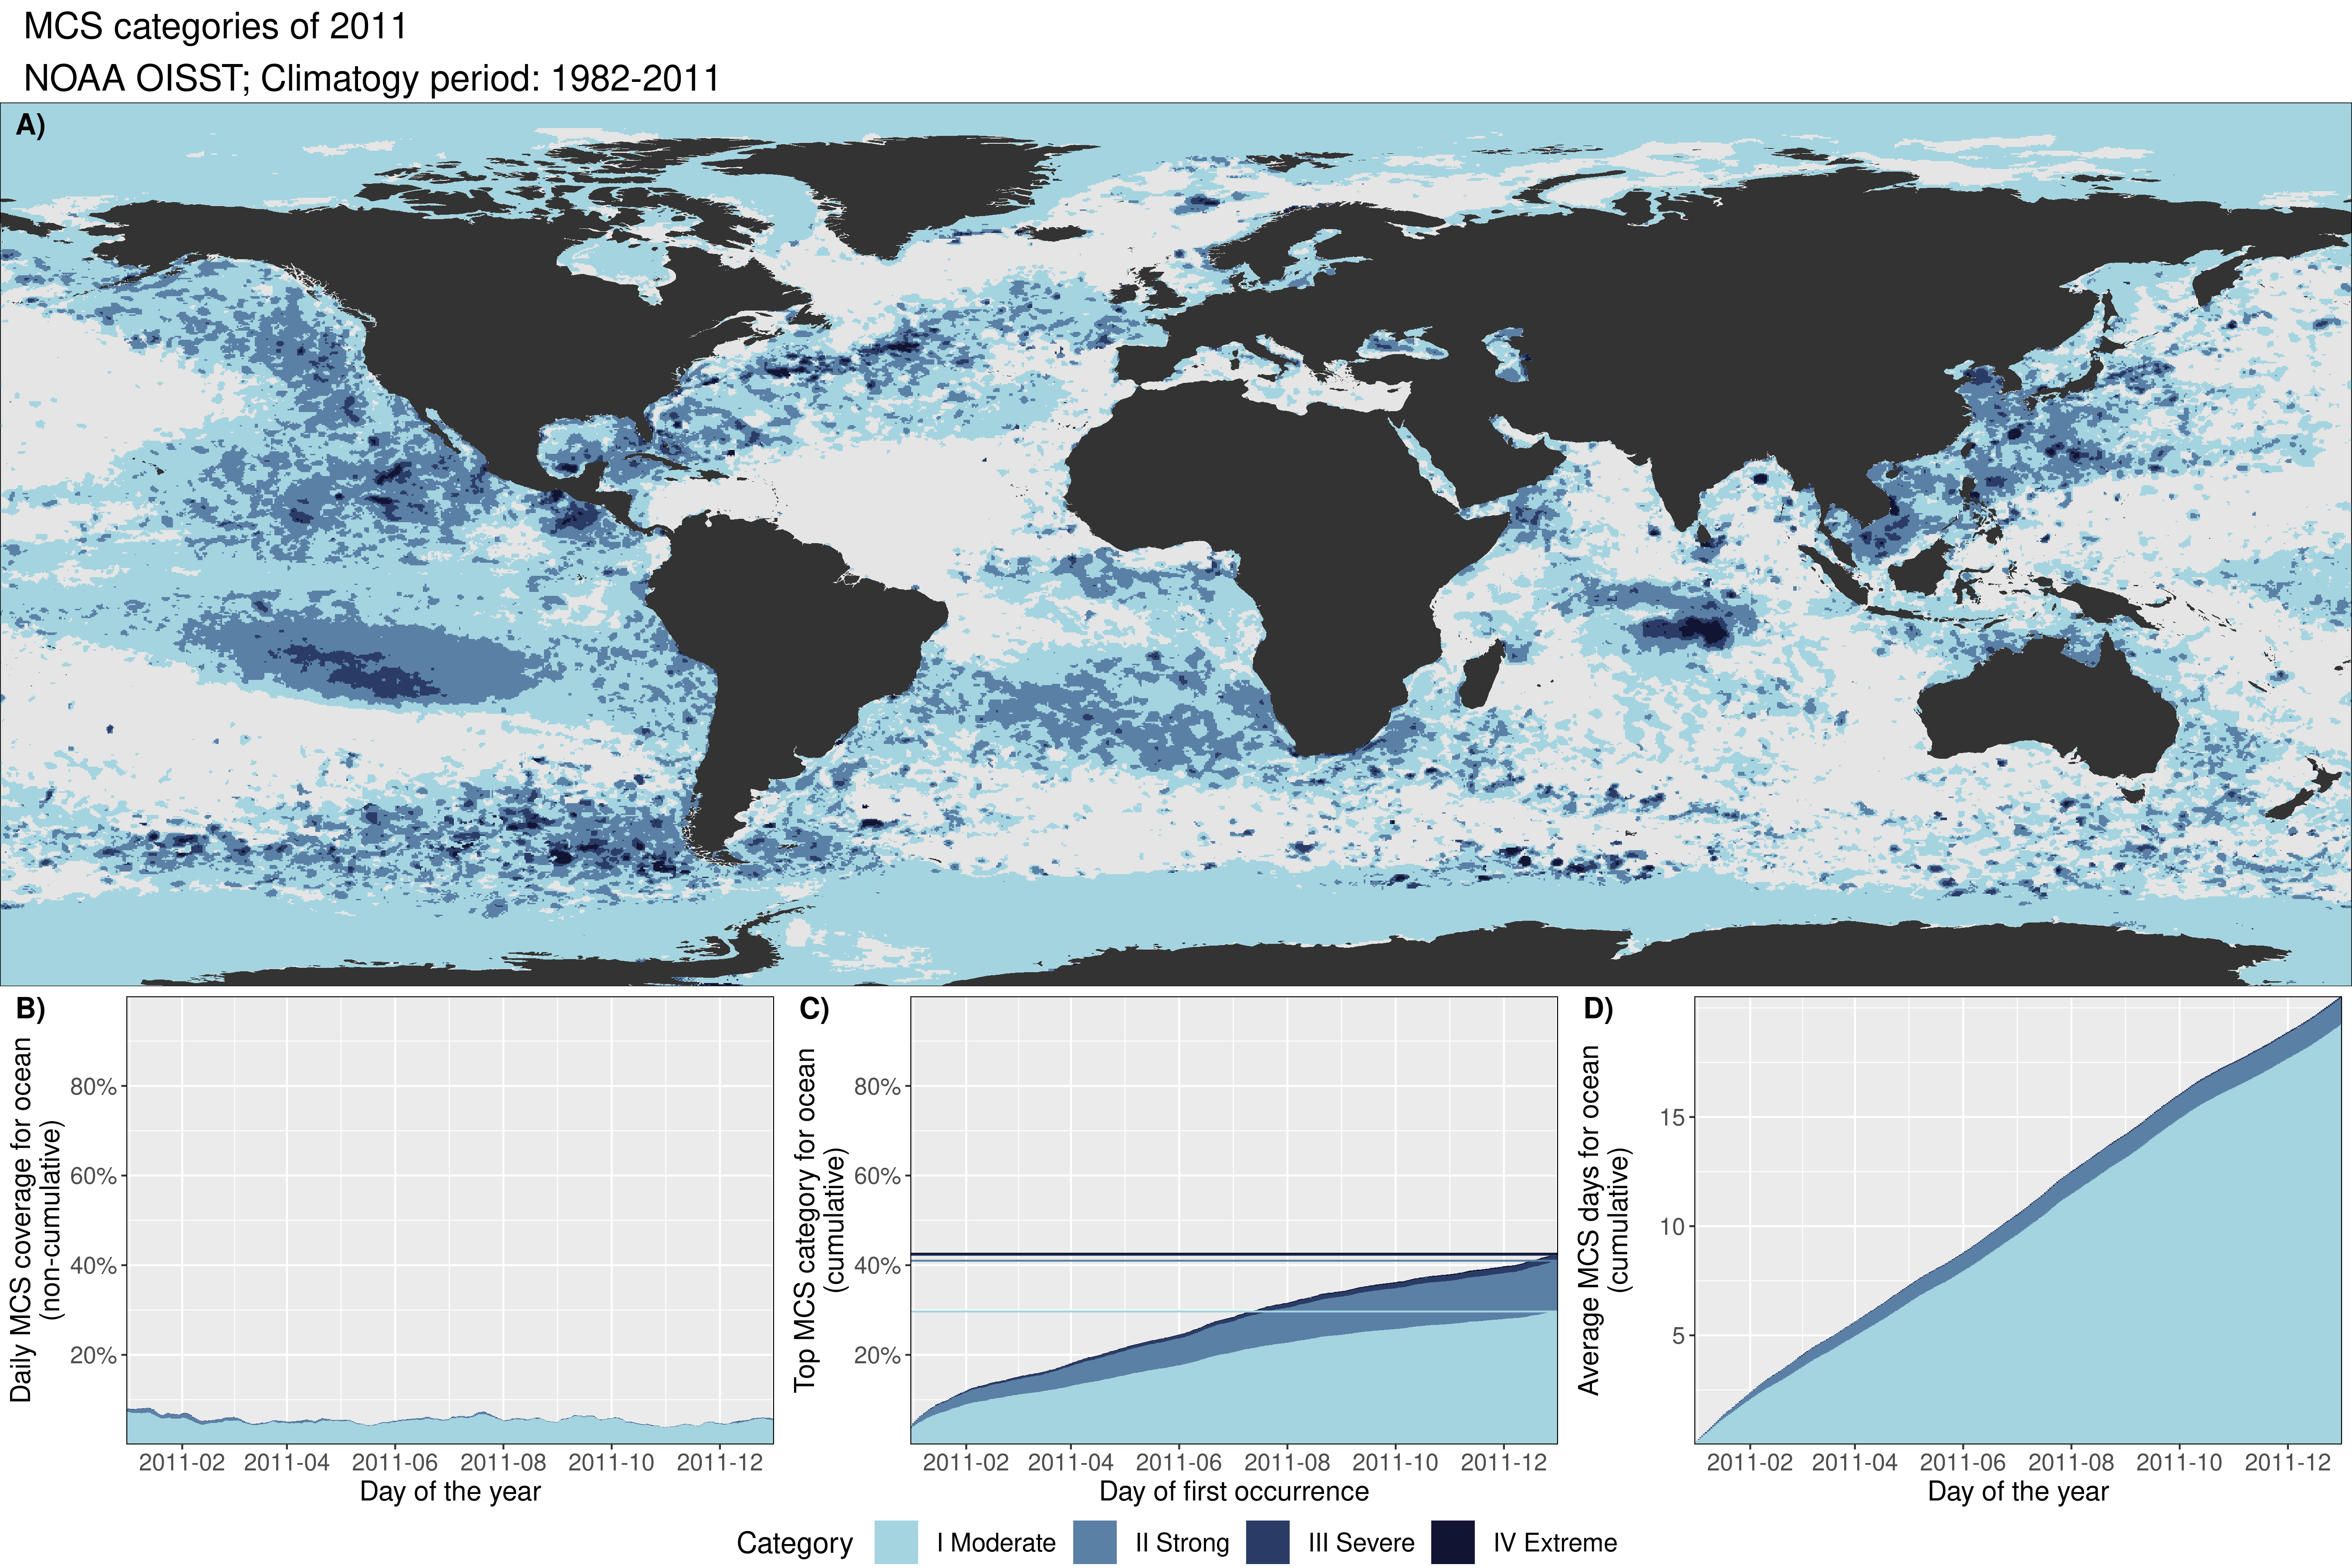 MCS categories of 2011
NOAA OISST; Climatogy period: 1982-2011
A)
B)
Daily MCS coverage for ocean
(non-cumulative)
80%
60%
40%
20%
2011-02 2011-04 2011-06 2011-08 2011-10 2011-12
Day of the year
C)
Top MCS category for ocean
(cumulative)
80%
60%
40%
20%
2011-02 2011-04 2011-06 2011-08 2011-10 2011-12
Day of first occurrence
D)
Average MCS days for ocean
(cumulative)
15
10
5
2011-02 2011-04 2011-06 2011-08 2011-10 2011-12
Day of the year
Category I Moderate II Strong III Severe IV Extreme